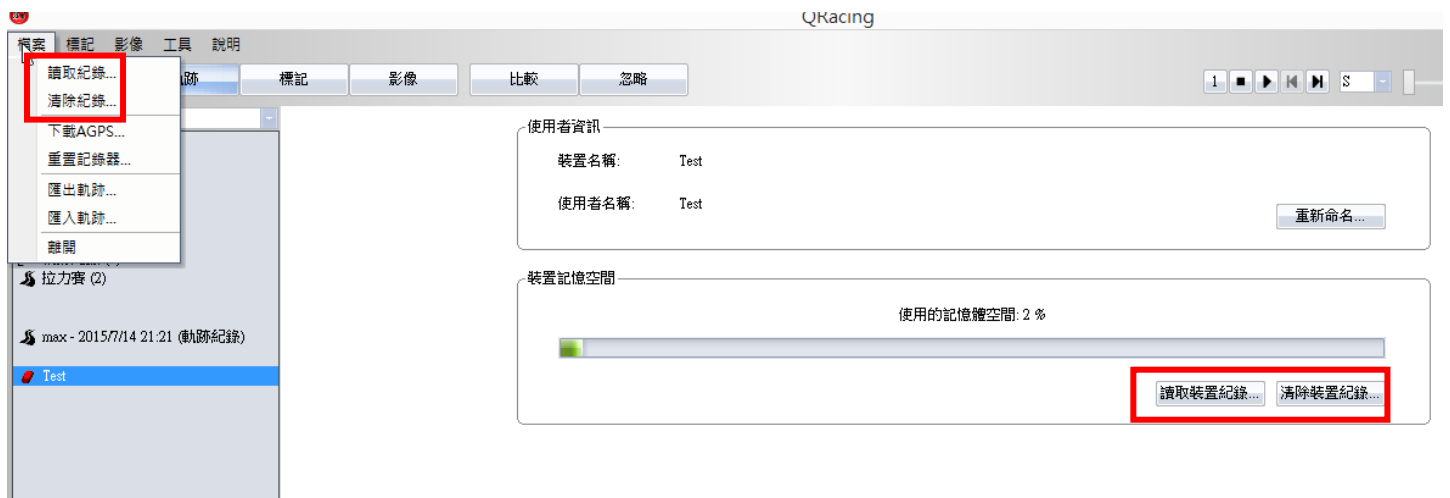 QRacing
檔案 標記 影像 工具 說明
讀取紀錄...
清除紀錄...
下載AGPS...
重置記錄器...
匯出軌跡...
匯入軌跡...
離開
標記 影像 比較 忽略 1 S
拉力賽 (2)
max - 2015/7/14 21:21 (軌跡紀錄)
Test
使用者資訊
裝置名稱: Test
使用者名稱: Test
重新命名...
裝置記憶空間
使用的記憶體空間: 2 %
讀取裝置紀錄... 清除裝置紀錄...